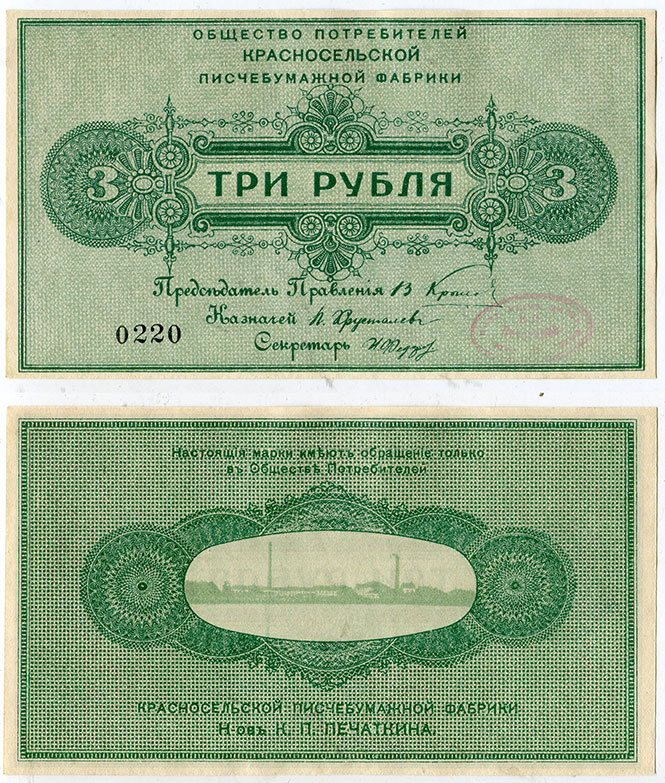 ОБЩЕСТВО ПОТРЕБИТЕЛЕЙ
КРАСНОСЕЛЬСКОЙ
ПИСЧЕБУМАЖНОЙ ФАБРИКИ
3 ТРИ РУБЛЯ 3
Предсѣдатель Правленія В
Казначей Н. Хрусталев
0220
Секретарь
Настоящія марки имѣютъ обращеніе только
въ Обществѣ Потребителей
КРАСНОСЕЛЬСКОЙ ПИСЧЕБУМАЖНОЙ ФАБРИКИ
Н-овъ К. П. ПЕЧАТКИНА.